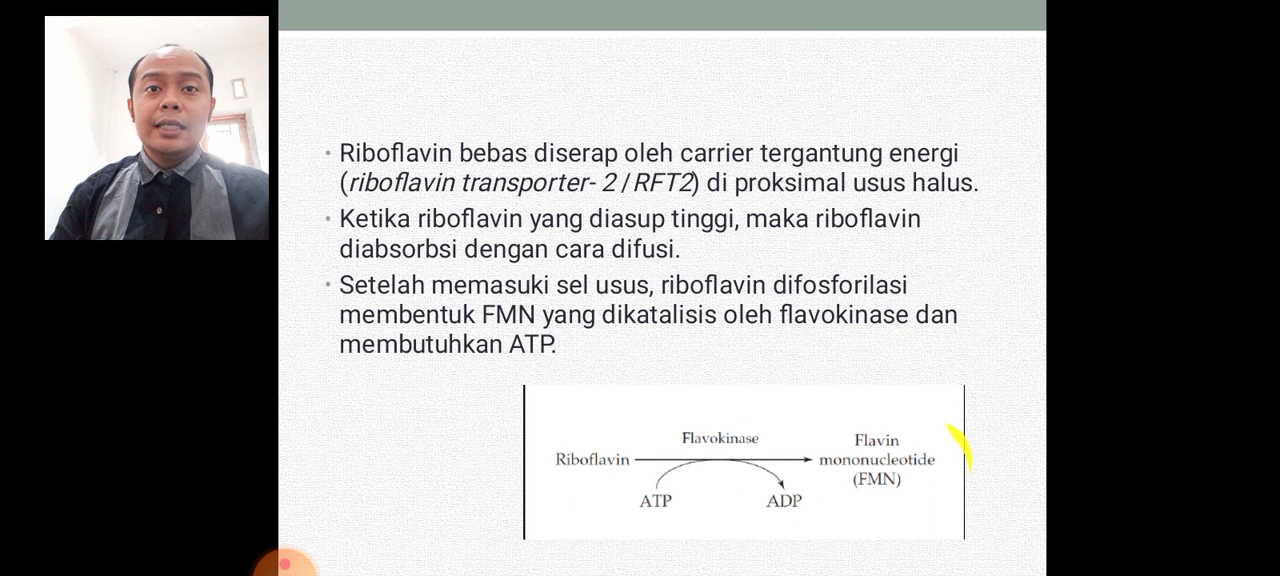 • Riboflavin bebas diserap oleh carrier tergantung energi
(riboflavin transporter- 2 / RFT2) di proksimal usus halus.
• Ketika riboflavin yang diasup tinggi, maka riboflavin
diabsorbsi dengan cara difusi.
• Setelah memasuki sel usus, riboflavin difosforilasi
membentuk FMN yang dikatalisis oleh flavokinase dan
membutuhkan ATP.
Flavokinase
Riboflavin
Flavin
mononucleotide
(FMN)
ATP
ADP